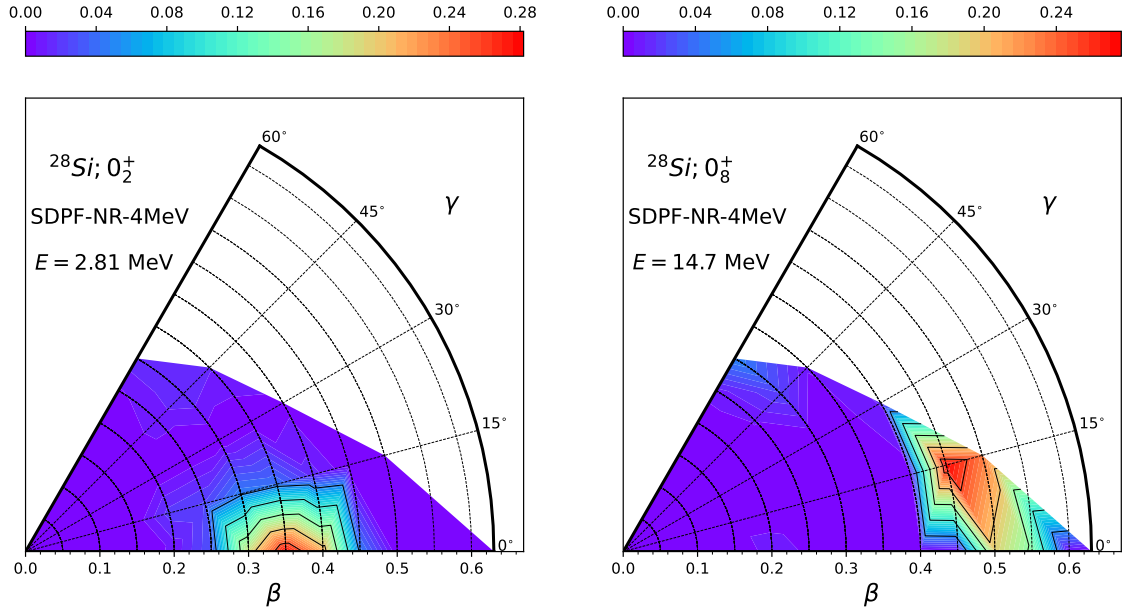 0.00 0.04 0.08 0.12 0.16 0.20 0.24 0.28
²⁸Si; 0₂⁺
SDPF-NR-4MeV
E = 2.81 MeV
γ
60°
45°
30°
15°
0°
0.0 0.1 0.2 0.3 0.4 0.5 0.6
β
0.00 0.04 0.08 0.12 0.16 0.20 0.24
²⁸Si; 0₈⁺
SDPF-NR-4MeV
E = 14.7 MeV
γ
60°
45°
30°
15°
0°
0.0 0.1 0.2 0.3 0.4 0.5 0.6
β